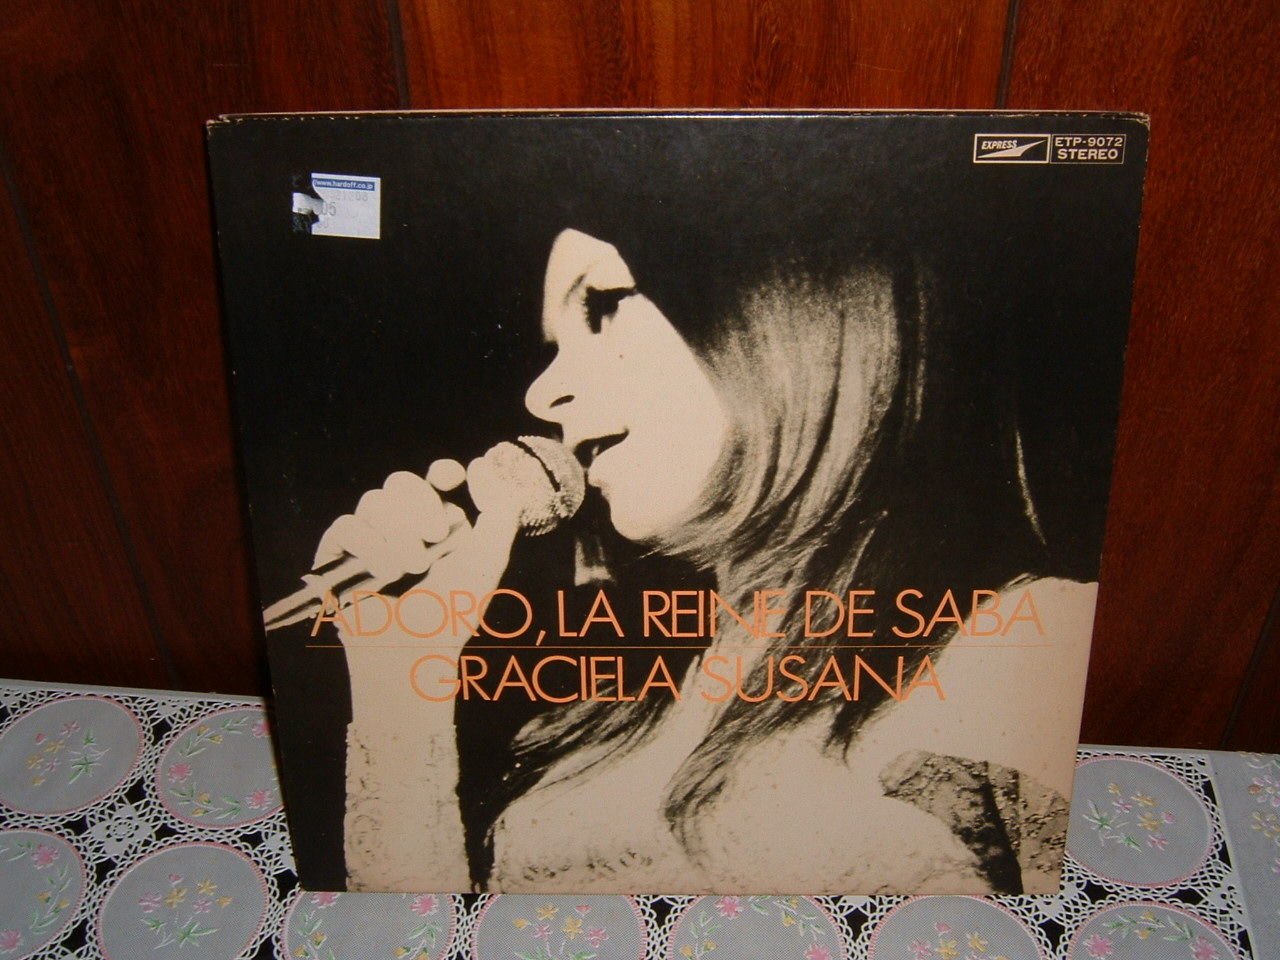 EXPRESS
ETP-9072
STEREO
www.hardoff.co.jp
ADORO, LA REINE DE SABA
GRACIELA SUSANA